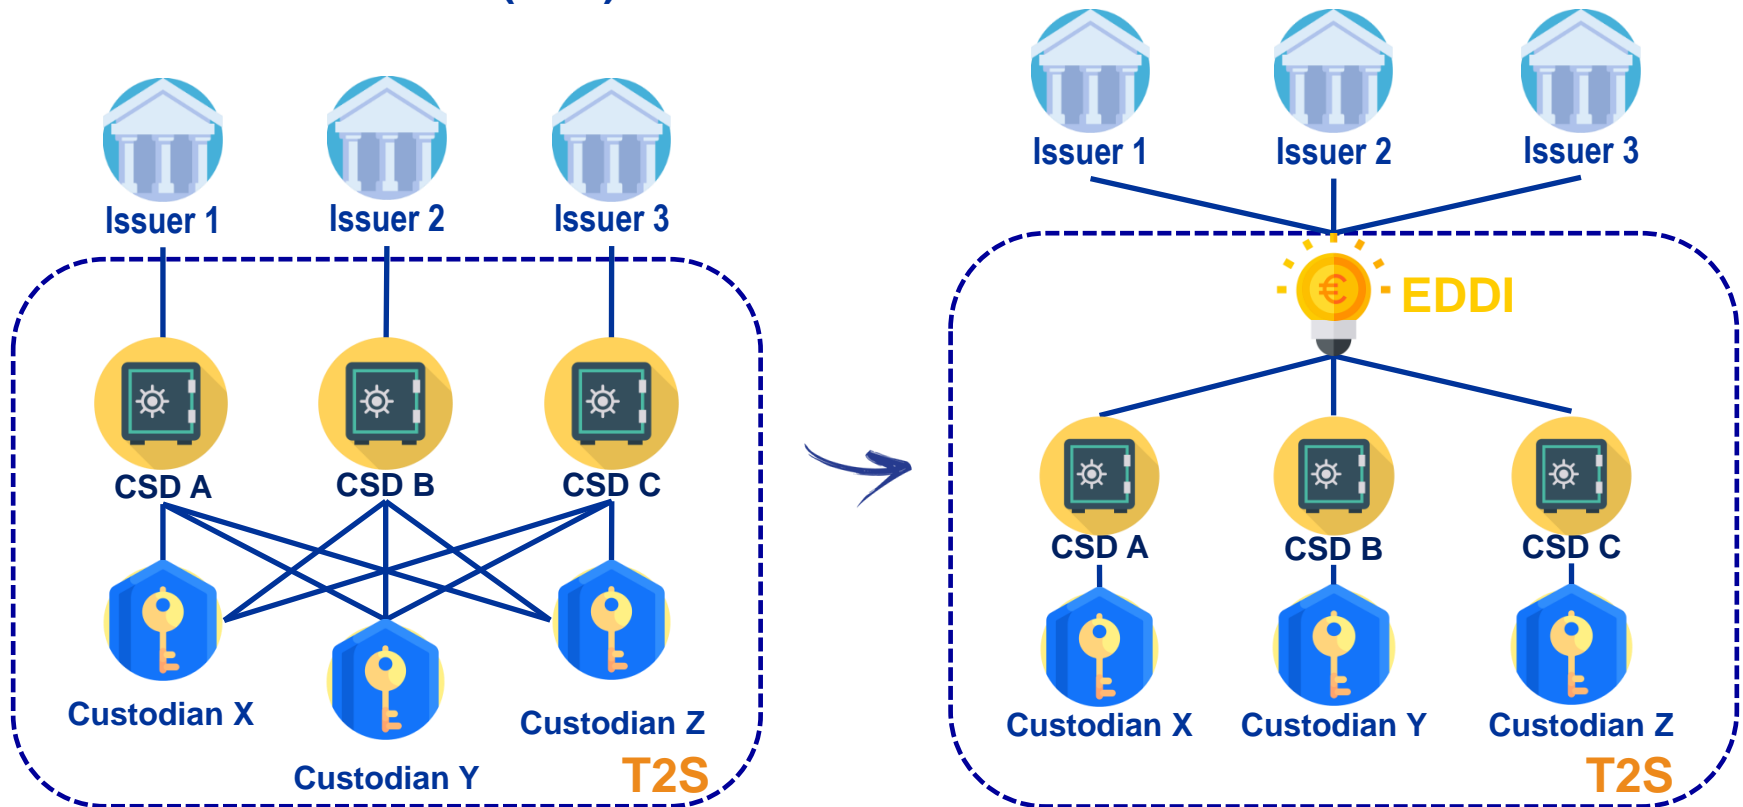 Issuer 1
Issuer 2
Issuer 3
CSD A
CSD B
CSD C
Custodian X
Custodian Y
Custodian Z
T2S
Issuer 1
Issuer 2
Issuer 3
€ EDDI
CSD A
CSD B
CSD C
Custodian X
Custodian Y
Custodian Z
T2S